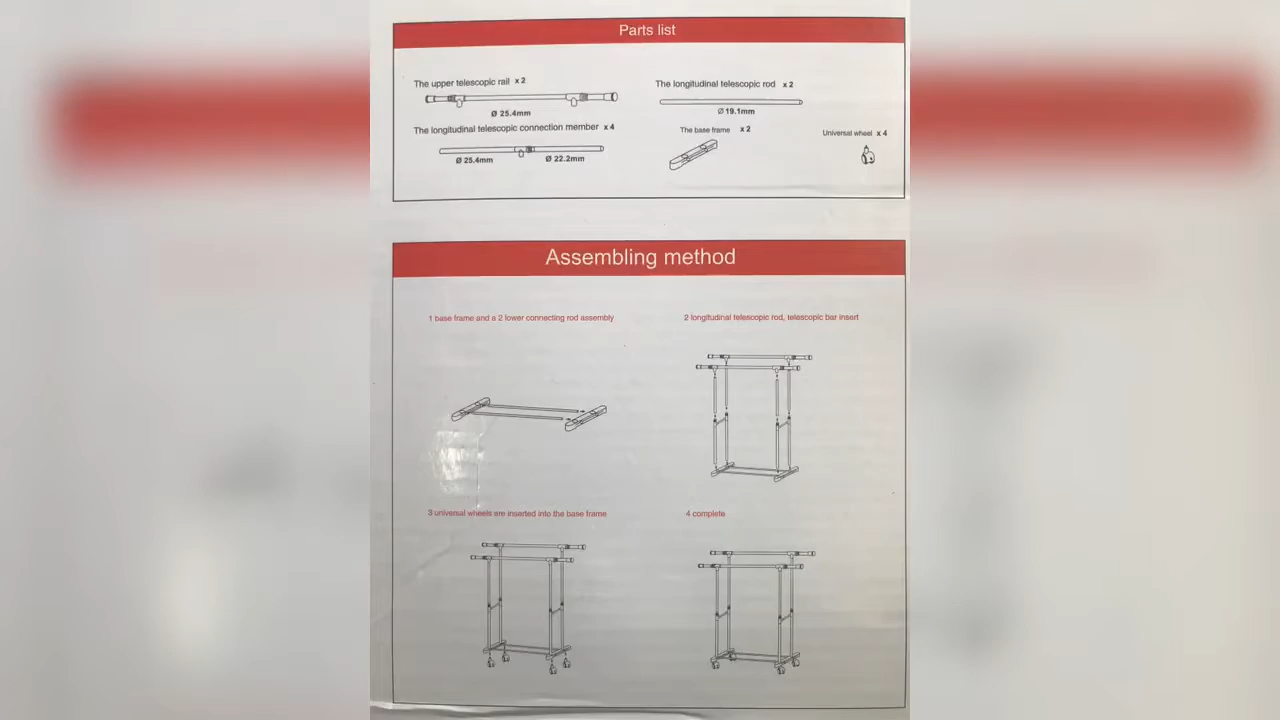 Parts list
The upper telescopic rail x 2
Ø 25.4mm
The longitudinal telescopic rod x 2
Ø 19.1mm
The longitudinal telescopic connection member x 4
Ø 25.4mm Ø 22.2mm
The base frame x 2
Universal wheel x 4
Assembling method
1 base frame and a 2 lower connecting rod assembly
2 longitudinal telescopic rod, telescopic bar insert
3 universal wheels are inserted into the base frame
4 complete